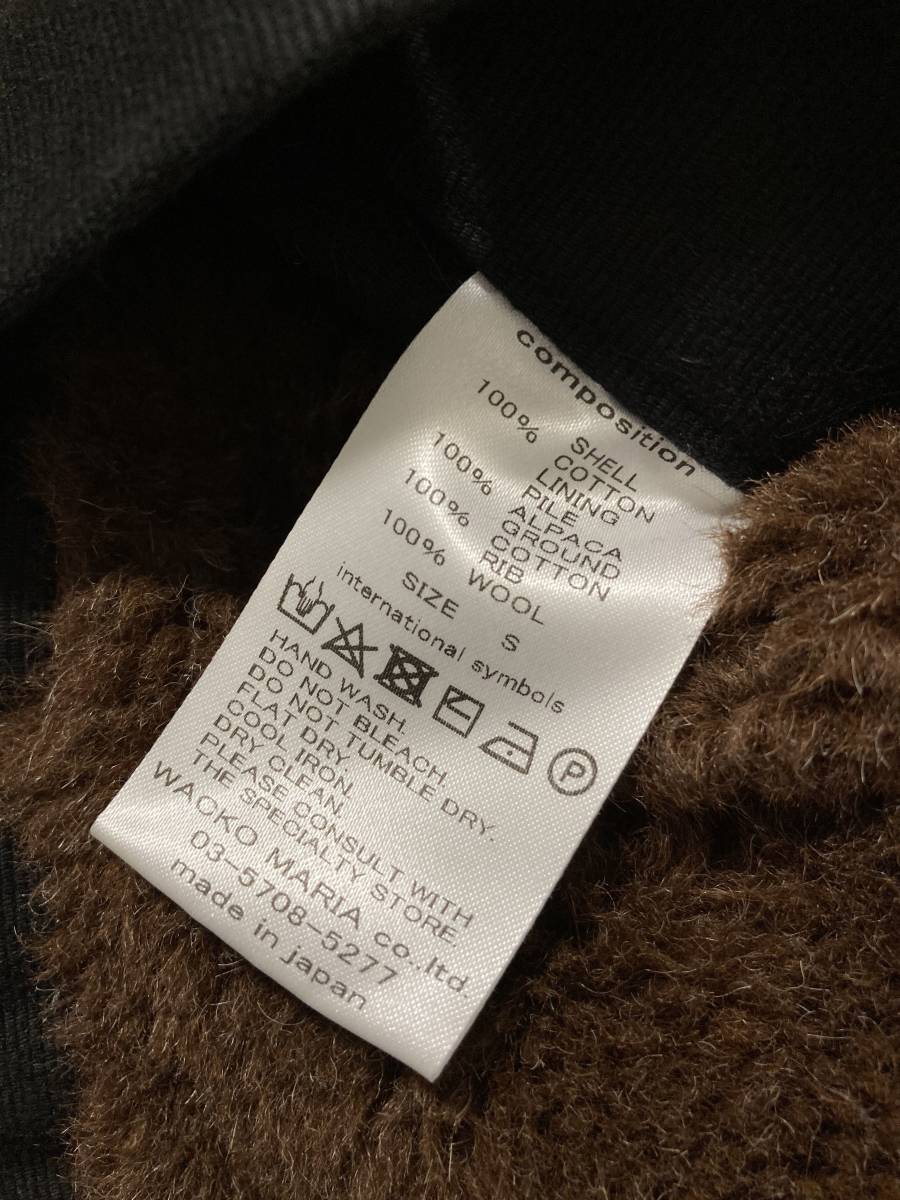 composition
SHELL
100% COTTON
LINING
PILE
100% ALPACA
GROUND
100% COTTON
RIB
100% WOOL
SIZE S
international symbols
P
HAND WASH.
DO NOT BLEACH.
DO NOT TUMBLE DRY.
FLAT DRY.
COOL IRON.
DRY CLEAN.
PLEASE CONSULT WITH
THE SPECIALTY STORE.
WACKO MARIA co.,ltd.
03-5708-5277
made in japan